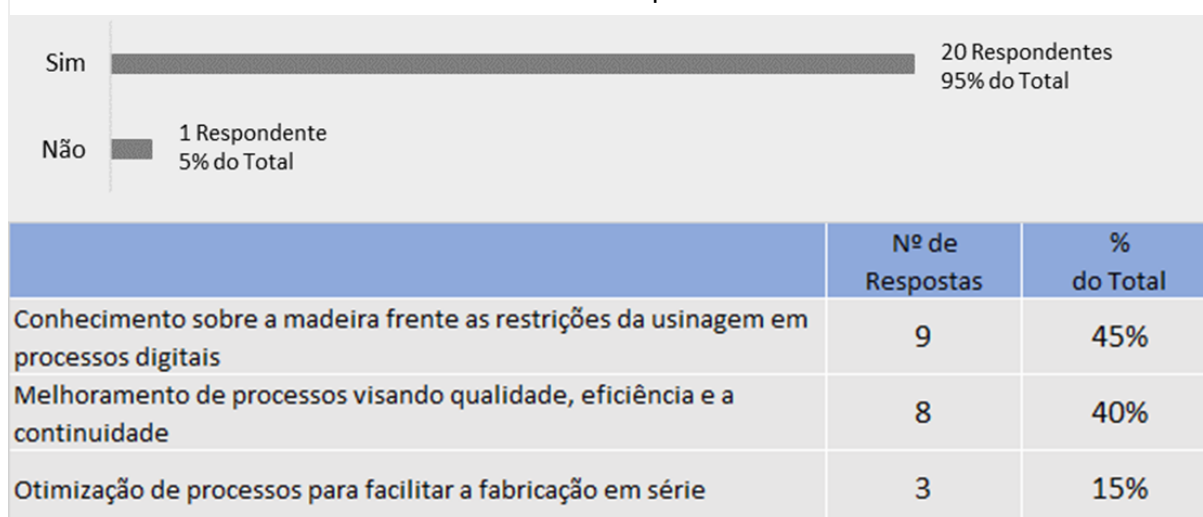 Sim
20 Respondentes
95% do Total
Não
1 Respondente
5% do Total
Nº de
Respostas
%
do Total
Conhecimento sobre a madeira frente as restrições da usinagem em
processos digitais
9
45%
Melhoramento de processos visando qualidade, eficiência e a
continuidade
8
40%
Otimização de processos para facilitar a fabricação em série
3
15%